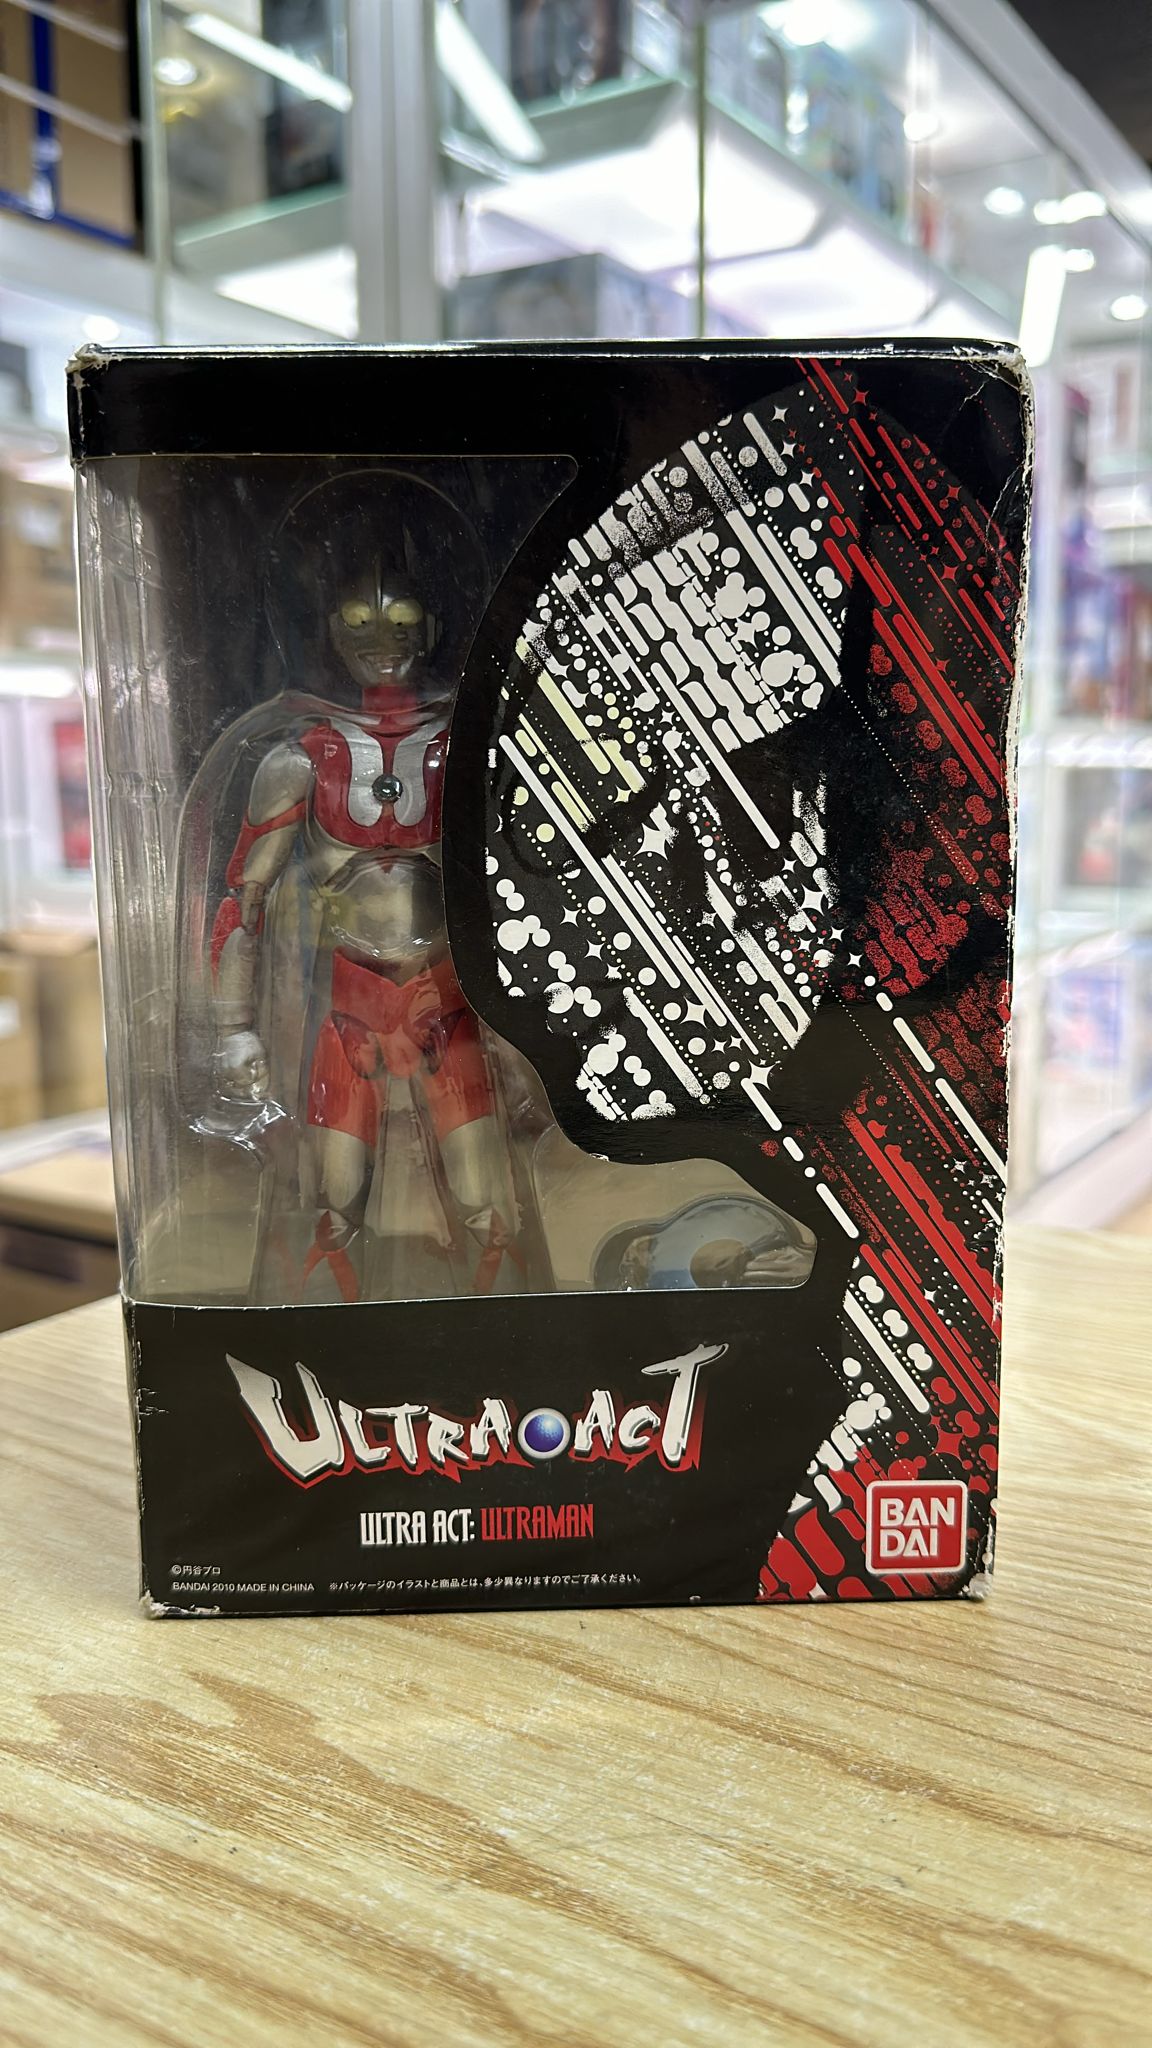 ULTRA ACT
ULTRA ACT: ULTRAMAN
BAN
DAI
©円谷プロ
BANDAI 2010 MADE IN CHINA ※パッケージのイラストと商品とは、多少異なりますのでご了承ください。